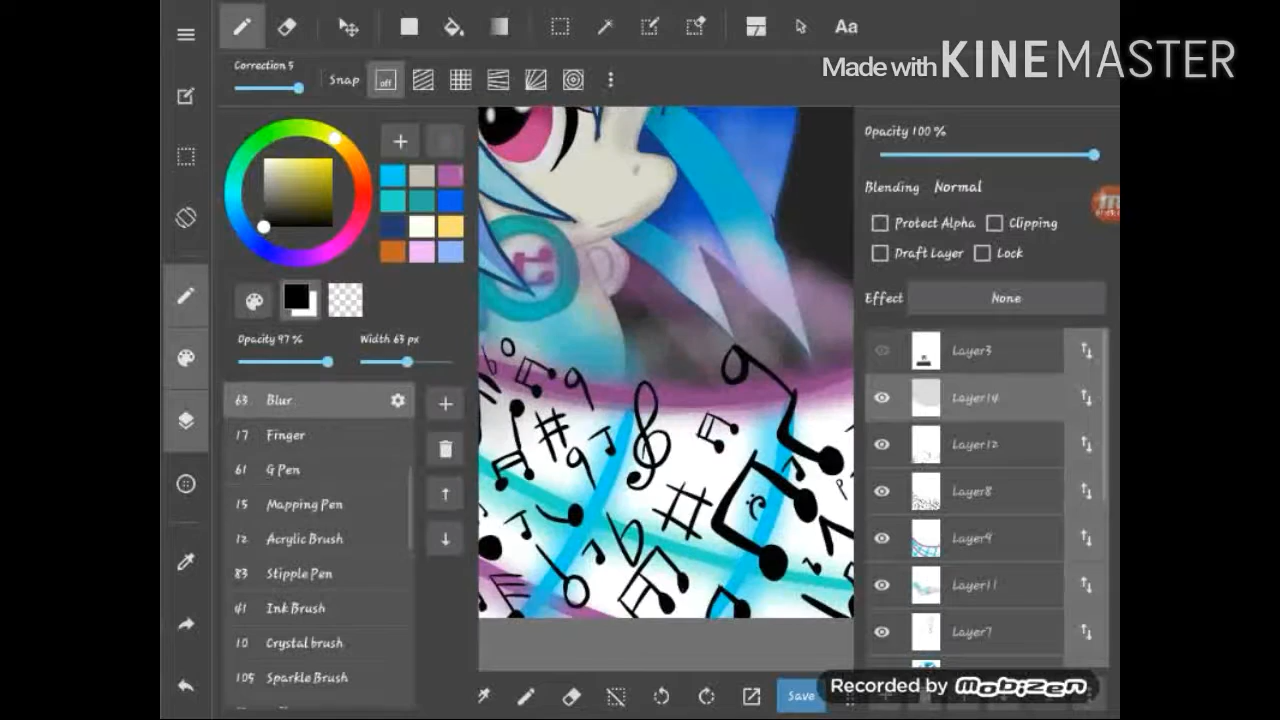 Aa
Made with KINEMASTER
Correction 5
Snap
off
Opacity 100 %
Blending Normal
Protect Alpha
Clipping
Draft Layer
Lock
Effect
None
Opacity 97 %
Width 63 px
63 Blur
17 Finger
61 G Pen
15 Mapping Pen
12 Acrylic Brush
83 Stipple Pen
41 Ink Brush
10 Crystal brush
105 Sparkle Brush
Layer3
Layer14
Layer12
Layer8
Layer9
Layer11
Layer7
Save
Recorded by mobizen